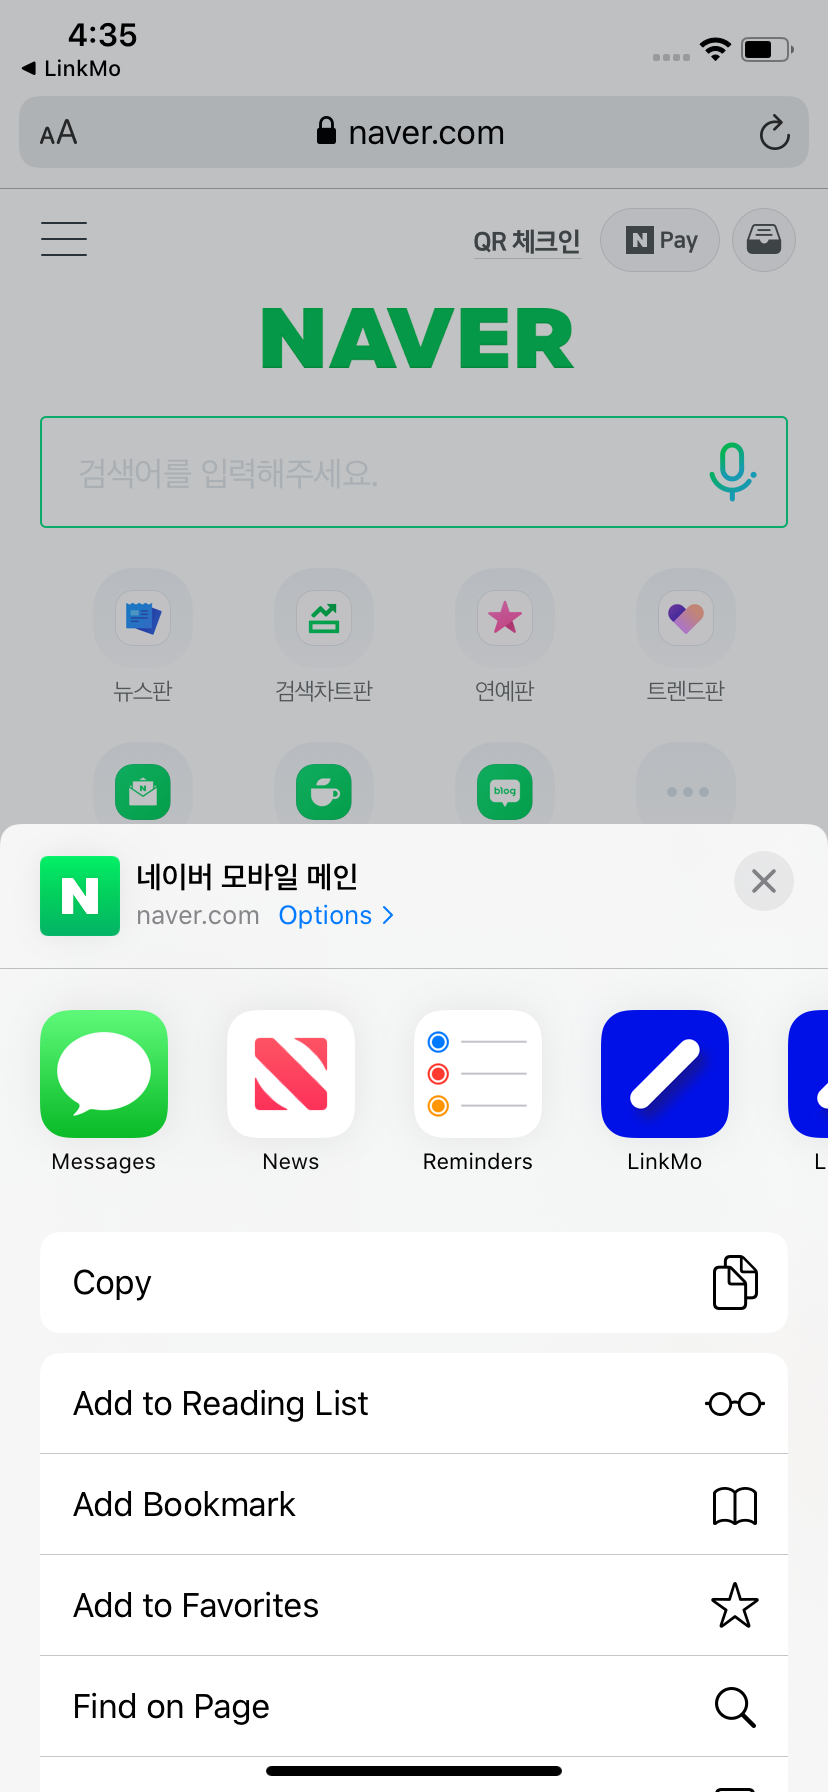 4:35
LinkMo
AA
naver.com
QR 체크인
N Pay
NAVER
검색어를 입력해주세요.
뉴스판
검색차트판
연예판
트렌드판
N
blog
N
네이버 모바일 메인
naver.com Options
Messages
News
Reminders
LinkMo
L
Copy
Add to Reading List
Add Bookmark
Add to Favorites
Find on Page